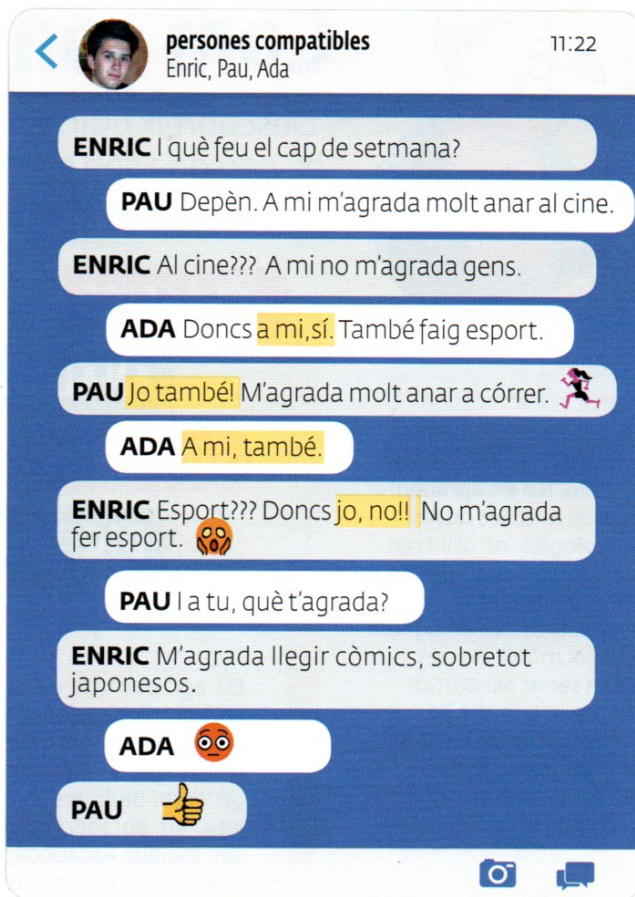 persones compatibles
11:22
Enric, Pau, Ada
ENRIC I què feu el cap de setmana?
PAU Depèn. A mi m'agrada molt anar al cine.
ENRIC Al cine??? A mi no m'agrada gens.
ADA Doncs a mi, sí. També faig esport.
PAU Jo també! M'agrada molt anar a córrer.
ADA A mi, també.
ENRIC Esport??? Doncs jo, no!! No m'agrada
fer esport.
PAU I a tu, què t'agrada?
ENRIC M'agrada llegir còmics, sobretot
japonesos.
ADA
PAU